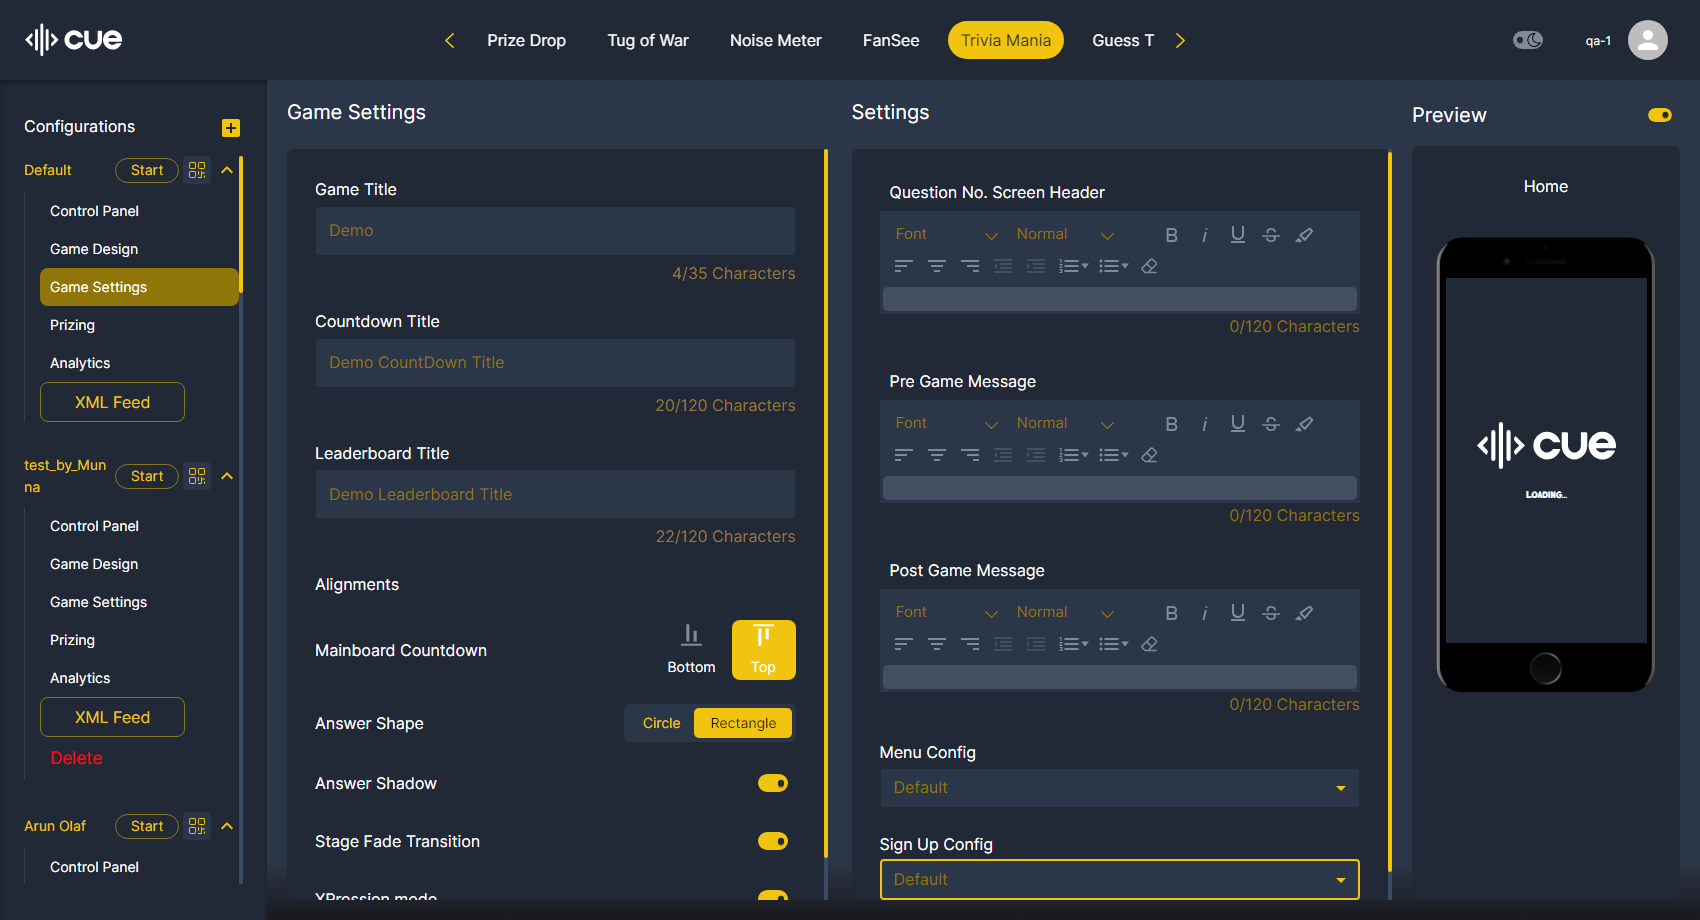 cue
Prize Drop
Tug of War
Noise Meter
FanSee
Trivia Mania
Guess T
qa-1
Configurations
Default
Start
Control Panel
Game Design
Game Settings
Prizing
Analytics
XML Feed
test_by_Mun
na
Start
Control Panel
Game Design
Game Settings
Prizing
Analytics
XML Feed
Delete
Arun Olaf
Start
Control Panel
Game Settings
Game Title
Demo
4/35 Characters
Countdown Title
Demo CountDown Title
20/120 Characters
Leaderboard Title
Demo Leaderboard Title
22/120 Characters
Alignments
Mainboard Countdown
Bottom
Top
Answer Shape
Circle
Rectangle
Answer Shadow
Stage Fade Transition
XPression mode
Settings
Question No. Screen Header
Font
Normal
B i U S
0/120 Characters
Pre Game Message
Font
Normal
B i U S
0/120 Characters
Post Game Message
Font
Normal
B i U S
0/120 Characters
Menu Config
Default
Sign Up Config
Default
Preview
Home
cue
LOADING...